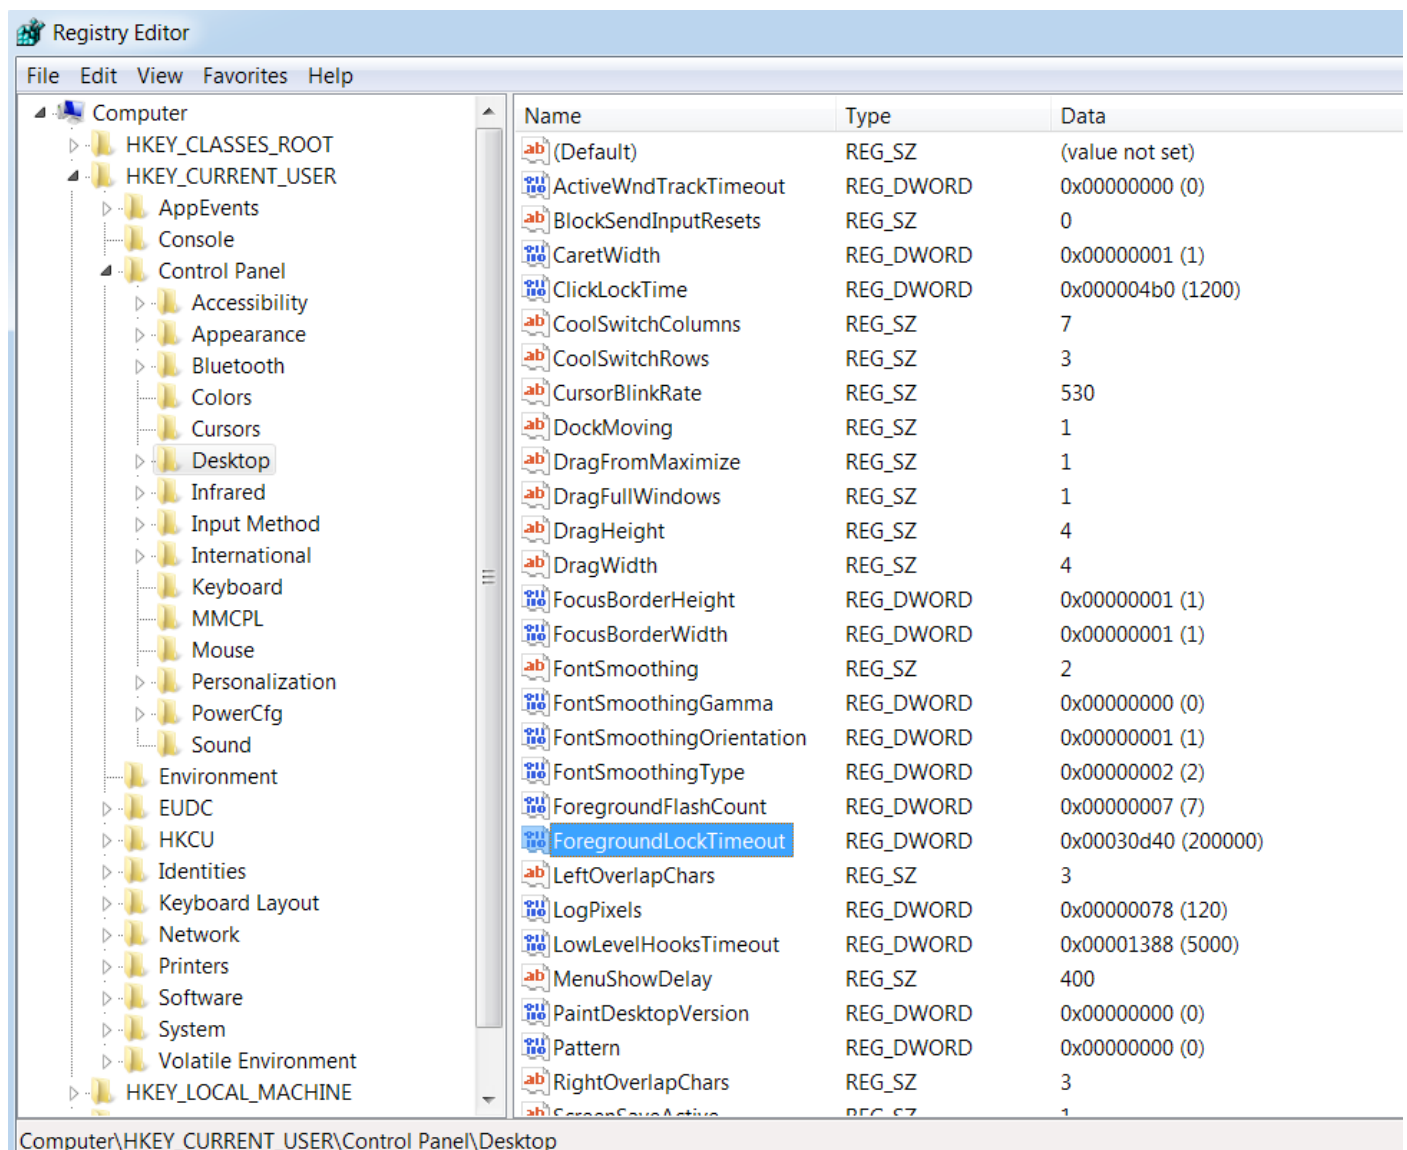 Registry Editor
File Edit View Favorites Help
Computer
HKEY_CLASSES_ROOT
HKEY_CURRENT_USER
AppEvents
Console
Control Panel
Accessibility
Appearance
Bluetooth
Colors
Cursors
Desktop
Infrared
Input Method
International
Keyboard
MMCPL
Mouse
Personalization
PowerCfg
Sound
Environment
EUDC
HKCU
Identities
Keyboard Layout
Network
Printers
Software
System
Volatile Environment
HKEY_LOCAL_MACHINE
Name Type Data
(Default) REG_SZ (value not set)
ActiveWndTrackTimeout REG_DWORD 0x00000000 (0)
BlockSendInputResets REG_SZ 0
CaretWidth REG_DWORD 0x00000001 (1)
ClickLockTime REG_DWORD 0x000004b0 (1200)
CoolSwitchColumns REG_SZ 7
CoolSwitchRows REG_SZ 3
CursorBlinkRate REG_SZ 530
DockMoving REG_SZ 1
DragFromMaximize REG_SZ 1
DragFullWindows REG_SZ 1
DragHeight REG_SZ 4
DragWidth REG_SZ 4
FocusBorderHeight REG_DWORD 0x00000001 (1)
FocusBorderWidth REG_DWORD 0x00000001 (1)
FontSmoothing REG_SZ 2
FontSmoothingGamma REG_DWORD 0x00000000 (0)
FontSmoothingOrientation REG_DWORD 0x00000001 (1)
FontSmoothingType REG_DWORD 0x00000002 (2)
ForegroundFlashCount REG_DWORD 0x00000007 (7)
ForegroundLockTimeout REG_DWORD 0x00030d40 (200000)
LeftOverlapChars REG_SZ 3
LogPixels REG_DWORD 0x00000078 (120)
LowLevelHooksTimeout REG_DWORD 0x00001388 (5000)
MenuShowDelay REG_SZ 400
PaintDesktopVersion REG_DWORD 0x00000000 (0)
Pattern REG_DWORD 0x00000000 (0)
RightOverlapChars REG_SZ 3
ScreenSaveActive REG_SZ 1
Computer\HKEY_CURRENT_USER\Control Panel\Desktop